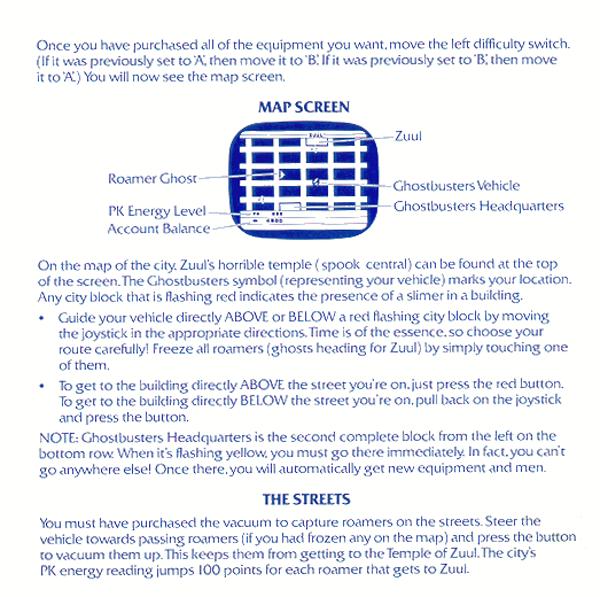 Once you have purchased all of the equipment you want, move the left difficulty switch.
(If it was previously set to 'A', then move it to 'B'. If it was previously set to 'B', then move
it to 'A'.) You will now see the map screen.
MAP SCREEN
ZUUL
Zuul
Roamer Ghost
Ghostbusters Vehicle
Ghostbusters Headquarters
PK Energy Level
Account Balance
On the map of the city, Zuul's horrible temple ( spook central) can be found at the top
of the screen. The Ghostbusters symbol (representing your vehicle) marks your location.
Any city block that is flashing red indicates the presence of a slimer in a building.
• Guide your vehicle directly ABOVE or BELOW a red flashing city block by moving
the joystick in the appropriate directions. Time is of the essence, so choose your
route carefully! Freeze all roamers (ghosts heading for Zuul) by simply touching one
of them.
• To get to the building directly ABOVE the street you're on, just press the red button.
To get to the building directly BELOW the street you're on, pull back on the joystick
and press the button.
NOTE: Ghostbusters Headquarters is the second complete block from the left on the
bottom row. When it's flashing yellow, you must go there immediately. In fact, you can't
go anywhere else! Once there, you will automatically get new equipment and men.
THE STREETS
You must have purchased the vacuum to capture roamers on the streets. Steer the
vehicle towards passing roamers (if you had frozen any on the map) and press the button
to vacuum them up. This keeps them from getting to the Temple of Zuul. The city's
PK energy reading jumps 100 points for each roamer that gets to Zuul.